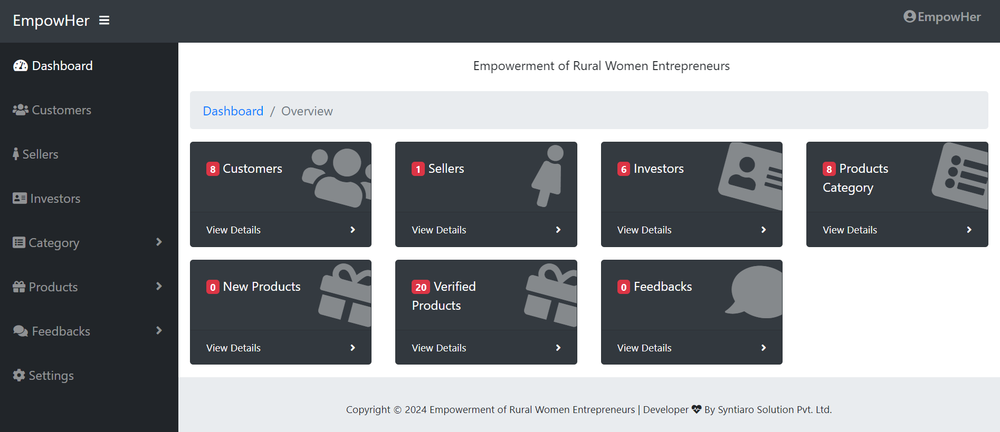 EmpowHer
EmpowHer
Dashboard
Customers
Sellers
Investors
Category
Products
Feedbacks
Settings
Empowerment of Rural Women Entrepreneurs
Dashboard / Overview
8 Customers
View Details
1 Sellers
View Details
6 Investors
View Details
8 Products
Category
View Details
0 New Products
View Details
20 Verified
Products
View Details
0 Feedbacks
View Details
Copyright © 2024 Empowerment of Rural Women Entrepreneurs | Developer By Syntiaro Solution Pvt. Ltd.